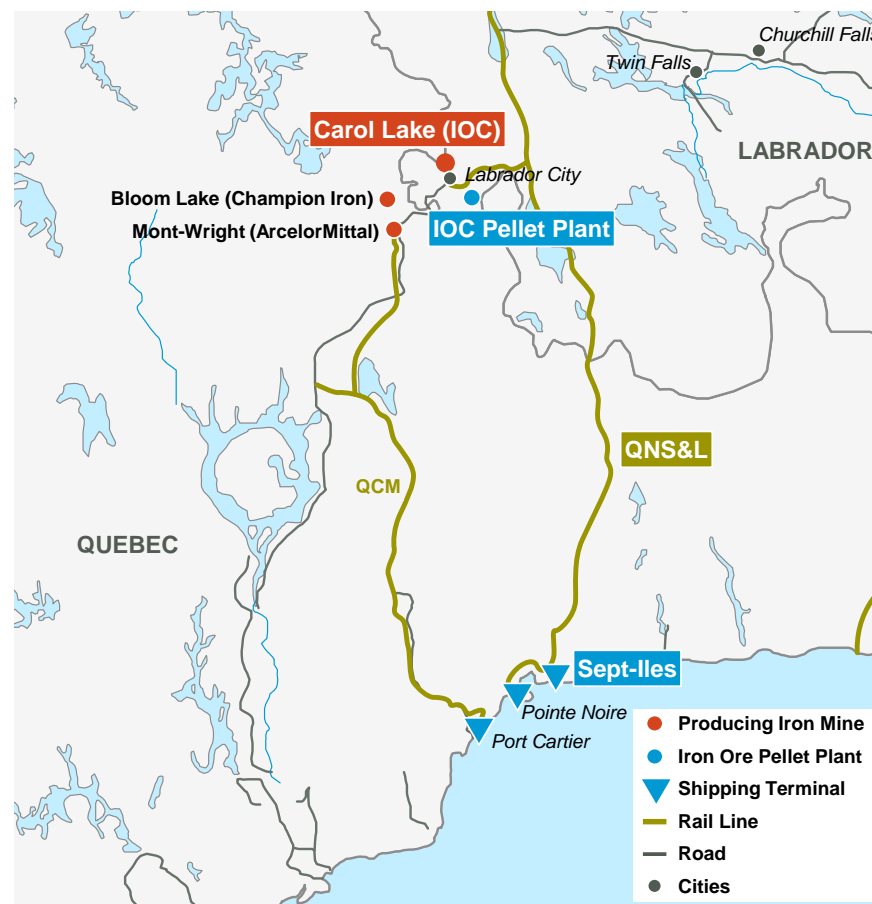 Churchill Falls
Twin Falls
Carol Lake (IOC)
LABRADOR
Labrador City
Bloom Lake (Champion Iron)
IOC Pellet Plant
Mont-Wright (ArcelorMittal)
QNS&L
QCM
QUEBEC
Sept-Iles
Pointe Noire
Port Cartier
Producing Iron Mine
Iron Ore Pellet Plant
Shipping Terminal
Rail Line
Road
Cities